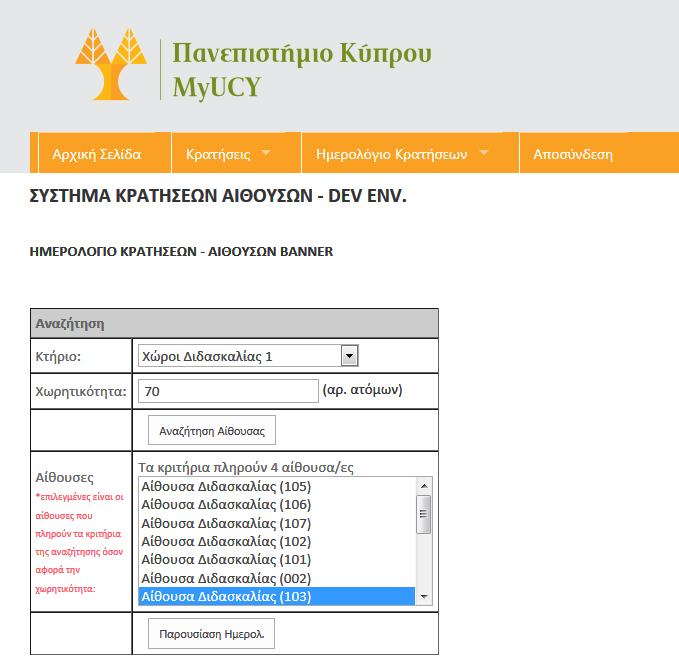 Πανεπιστήμιο Κύπρου
MyUCY
Αρχική Σελίδα
Κρατήσεις
Ημερολόγιο Κρατήσεων
Αποσύνδεση
ΣΥΣΤΗΜΑ ΚΡΑΤΗΣΕΩΝ ΑΙΘΟΥΣΩΝ - DEV ENV.
ΗΜΕΡΟΛΟΓΙΟ ΚΡΑΤΗΣΕΩΝ - ΑΙΘΟΥΣΩΝ BANNER
Αναζήτηση
Κτήριο:
Χώροι Διδασκαλίας 1
Χωρητικότητα:
70
(αρ. ατόμων)
Αναζήτηση Αίθουσας
Αίθουσες
*επιλεγμένες είναι οι
αίθουσες που
πληρούν τα κριτήρια
της αναζήτησης όσον
αφορά την
χωρητικότητα:
Τα κριτήρια πληρούν 4 αίθουσα/ες
Αίθουσα Διδασκαλίας (105)
Αίθουσα Διδασκαλίας (106)
Αίθουσα Διδασκαλίας (107)
Αίθουσα Διδασκαλίας (102)
Αίθουσα Διδασκαλίας (101)
Αίθουσα Διδασκαλίας (002)
Αίθουσα Διδασκαλίας (103)
Παρουσίαση Ημερολ.